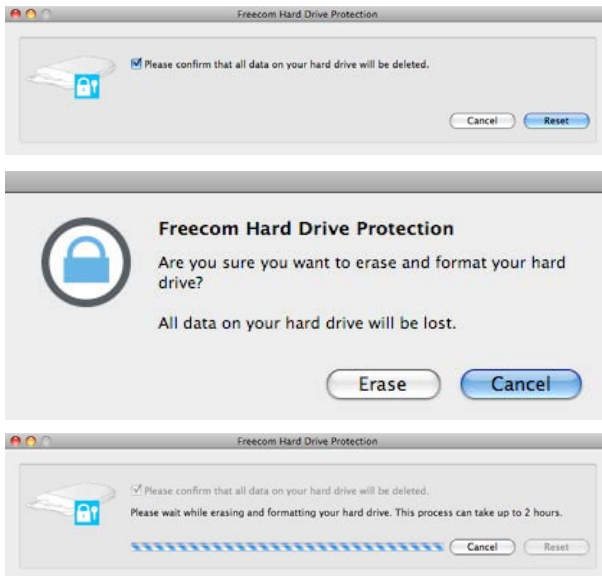 Freecom Hard Drive Protection
Please confirm that all data on your hard drive will be deleted.
Cancel Reset
Freecom Hard Drive Protection
Are you sure you want to erase and format your hard
drive?
All data on your hard drive will be lost.
Erase Cancel
Freecom Hard Drive Protection
Please confirm that all data on your hard drive will be deleted.
Please wait while erasing and formatting your hard drive. This process can take up to 2 hours.
Cancel Reset